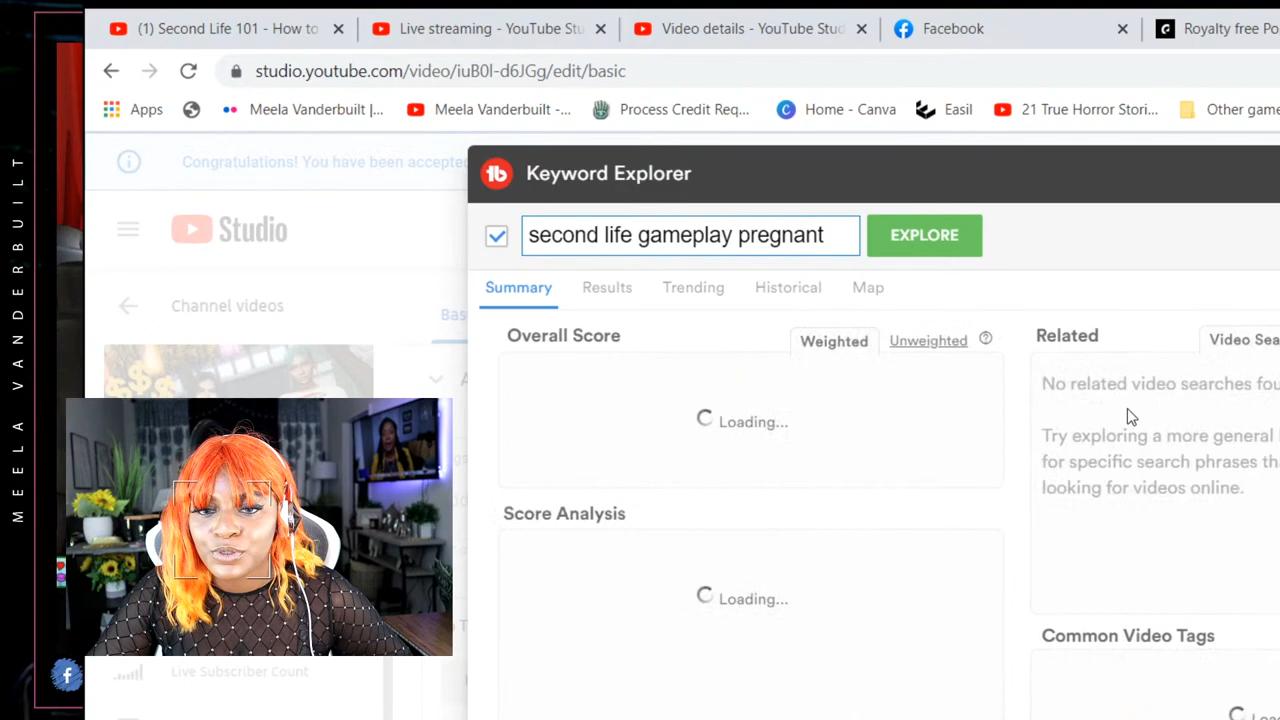 (1) Second Life 101 - How to
Live streaming - YouTube Stu
Video details - YouTube Stud
Facebook
Royalty free Po
studio.youtube.com/video/iuB0l-d6JGg/edit/basic
Apps
Meela Vanderbuilt |...
Meela Vanderbuilt -...
Process Credit Req...
Home - Canva
Easil
21 True Horror Stori...
Other game
Congratulations! You have been accepted
Keyword Explorer
Studio
second life gameplay pregnant
EXPLORE
Summary
Results
Trending
Historical
Map
Channel videos
Bas
Overall Score
Weighted
Unweighted
Related
Video Sea
Loading...
No related video searches fou
Try exploring a more general
for specific search phrases tha
looking for videos online.
Score Analysis
Loading...
Common Video Tags
Live Subscriber Count
MEELA VANDERBUILT